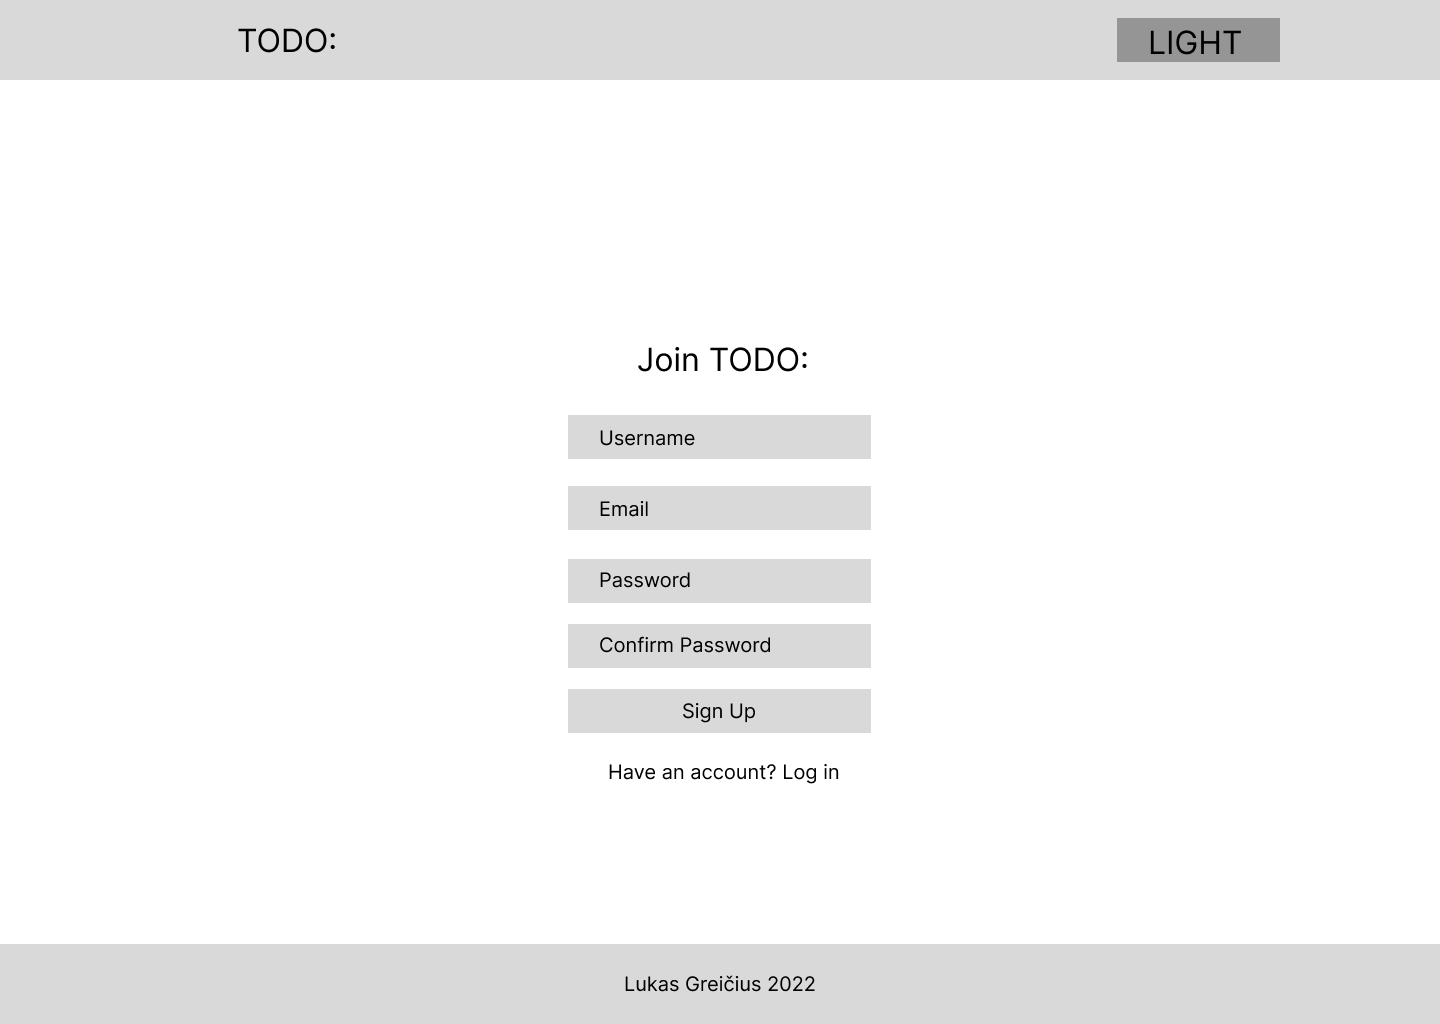 TODO:
LIGHT
Join TODO:
Username
Email
Password
Confirm Password
Sign Up
Have an account? Log in
Lukas Greičius 2022